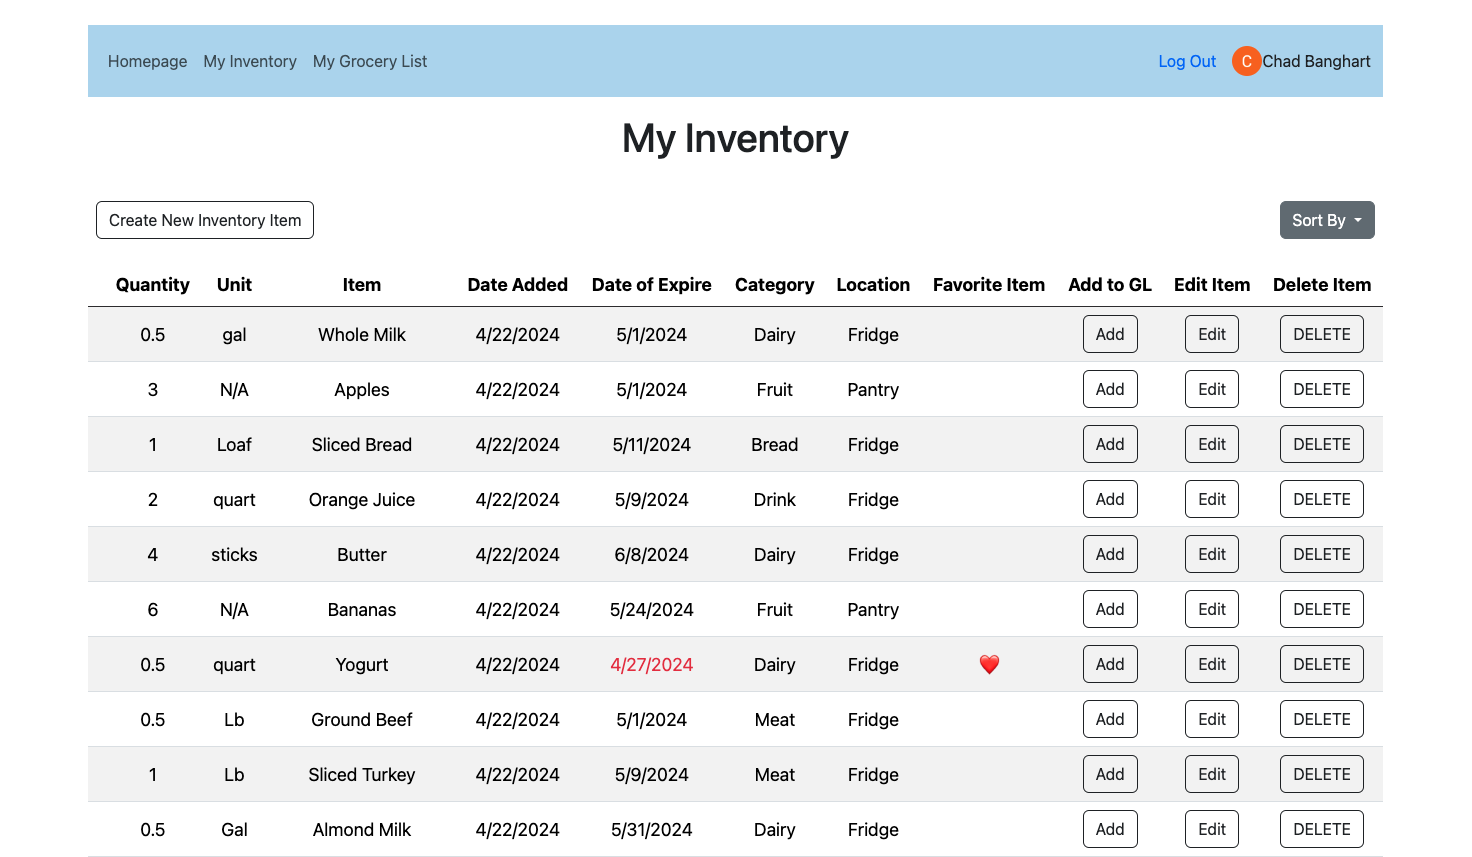 Homepage My Inventory My Grocery List Log Out C Chad Banghart
My Inventory
Create New Inventory Item Sort By
Quantity Unit Item Date Added Date of Expire Category Location Favorite Item Add to GL Edit Item Delete Item
0.5 gal Whole Milk 4/22/2024 5/1/2024 Dairy Fridge Add Edit DELETE
3 N/A Apples 4/22/2024 5/1/2024 Fruit Pantry Add Edit DELETE
1 Loaf Sliced Bread 4/22/2024 5/11/2024 Bread Fridge Add Edit DELETE
2 quart Orange Juice 4/22/2024 5/9/2024 Drink Fridge Add Edit DELETE
4 sticks Butter 4/22/2024 6/8/2024 Dairy Fridge Add Edit DELETE
6 N/A Bananas 4/22/2024 5/24/2024 Fruit Pantry Add Edit DELETE
0.5 quart Yogurt 4/22/2024 4/27/2024 Dairy Fridge ❤️ Add Edit DELETE
0.5 Lb Ground Beef 4/22/2024 5/1/2024 Meat Fridge Add Edit DELETE
1 Lb Sliced Turkey 4/22/2024 5/9/2024 Meat Fridge Add Edit DELETE
0.5 Gal Almond Milk 4/22/2024 5/31/2024 Dairy Fridge Add Edit DELETE